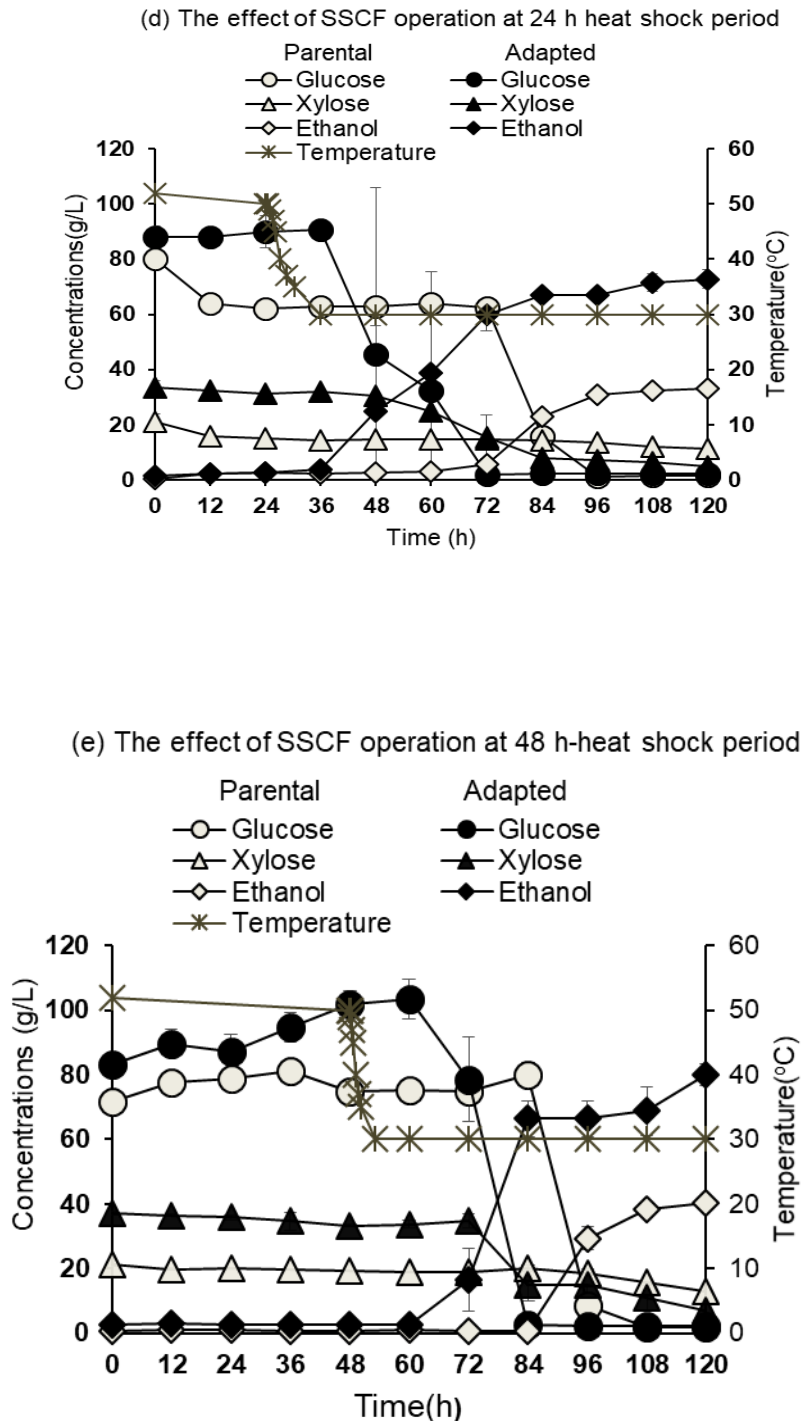 (d) The effect of SSCF operation at 24 h heat shock period
Parental Adapted
Glucose Glucose
Xylose Xylose
Ethanol Ethanol
Temperature
120 60
100 50
80 40
60 30
40 20
20 10
0 0
Concentrations(g/L)
Temperature(°C)
0 12 24 36 48 60 72 84 96 108 120
Time (h)
(e) The effect of SSCF operation at 48 h-heat shock period
Parental Adapted
Glucose Glucose
Xylose Xylose
Ethanol Ethanol
Temperature
120 60
100 50
80 40
60 30
40 20
20 10
0 0
Concentrations (g/L)
Temperature(°C)
0 12 24 36 48 60 72 84 96 108 120
Time(h)